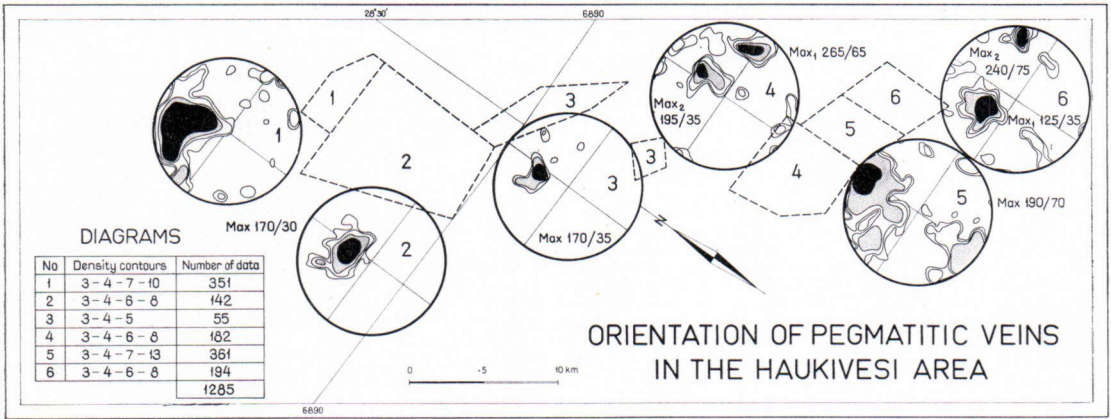 28°30'
6890
1
2
3
3
4
5
6
1
Max 170/30
2
3
Max 170/35
Max₁ 265/65
4
Max₂
195/35
Max₂
240/75
6
Max₁ 125/35
5
Max 190/70
N
DIAGRAMS
No Density contours Number of data
1 3-4-7-10 351
2 3-4-6-8 142
3 3-4-5 55
4 3-4-6-8 182
5 3-4-7-13 361
6 3-4-6-8 194
1285
0 -5 10 km
ORIENTATION OF PEGMATITIC VEINS
IN THE HAUKIVESI AREA
6890